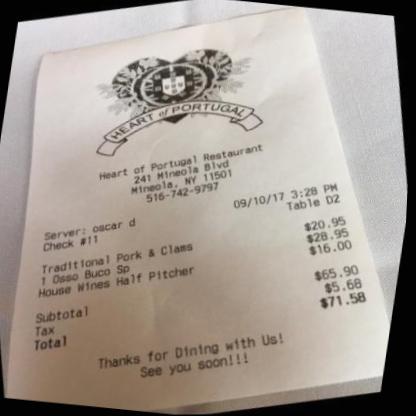 HEART of PORTUGAL
Heart of Portugal Restaurant
241 Mineola Blvd
Mineola, NY 11501
516-742-9797
09/10/17 3:28 PM
Server: oscar d Table D2
Check #11
Traditional Pork & Clams $20.95
1 Osso Buco Sp $28.95
House Wines Half Pitcher $16.00
Subtotal $65.90
Tax $5.68
Total $71.58
Thanks for Dining with Us!
See you soon!!!